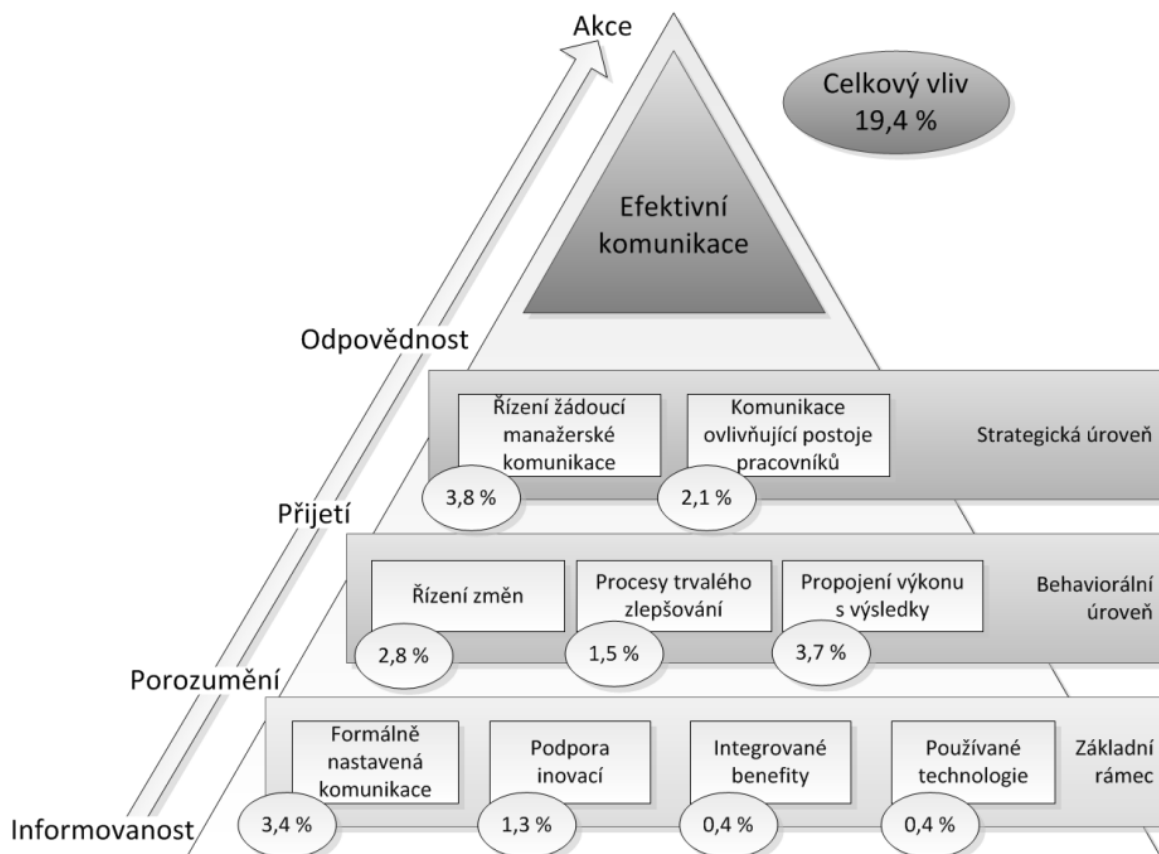 Akce
Celkový vliv
19,4 %
Efektivní
komunikace
Odpovědnost
Řízení žádoucí
manažerské
komunikace
3,8 %
Komunikace
ovlivňující postoje
pracovníků
2,1 %
Strategická úroveň
Přijetí
Řízení změn
2,8 %
Procesy trvalého
zlepšování
1,5 %
Propojení výkonu
s výsledky
3,7 %
Behaviorální
úroveň
Porozumění
Formálně
nastavená
komunikace
3,4 %
Podpora
inovací
1,3 %
Integrované
benefity
0,4 %
Používané
technologie
0,4 %
Základní
rámec
Informovanost